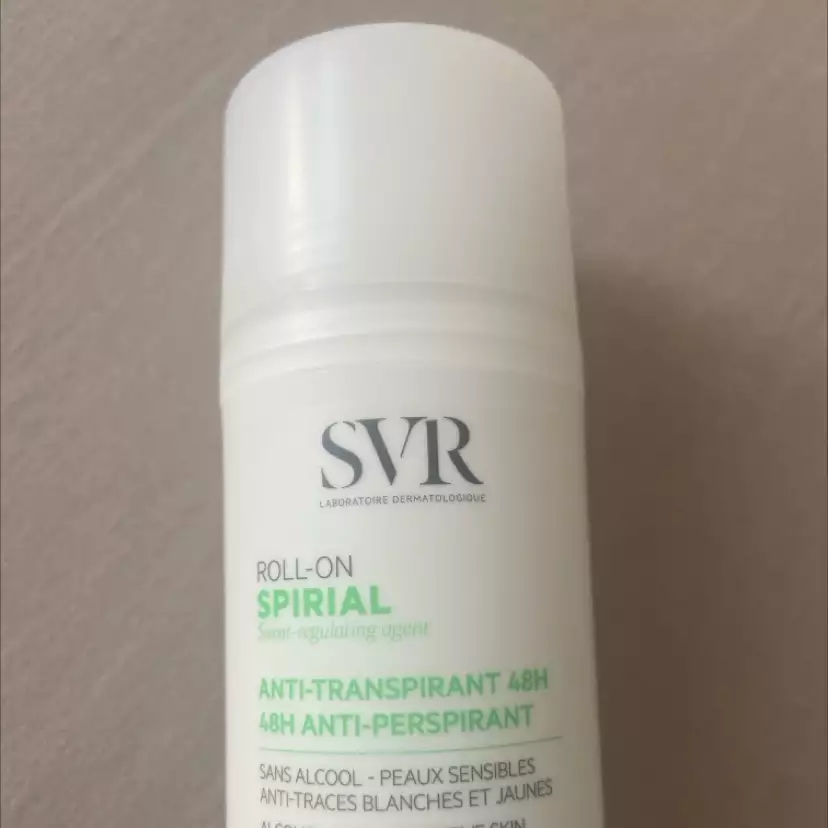 SVR
LABORATOIRE DERMATOLOGIQUE
ROLL-ON
SPIRIAL
Sweat-regulating agent
ANTI-TRANSPIRANT 48H
48H ANTI-PERSPIRANT
SANS ALCOOL - PEAUX SENSIBLES
ANTI-TRACES BLANCHES ET JAUNES
SKIN